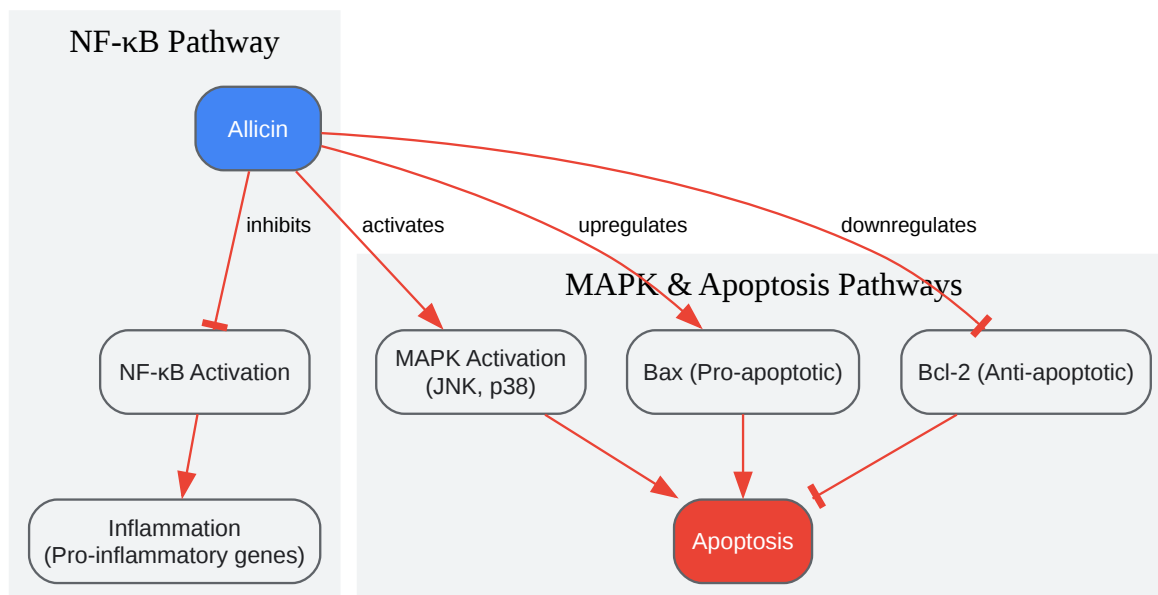 NF-κB Pathway
Allicin
inhibits
activates
upregulates
downregulates
MAPK & Apoptosis Pathways
NF-κB Activation
MAPK Activation
(JNK, p38)
Bax (Pro-apoptotic)
Bcl-2 (Anti-apoptotic)
Inflammation
(Pro-inflammatory genes)
Apoptosis